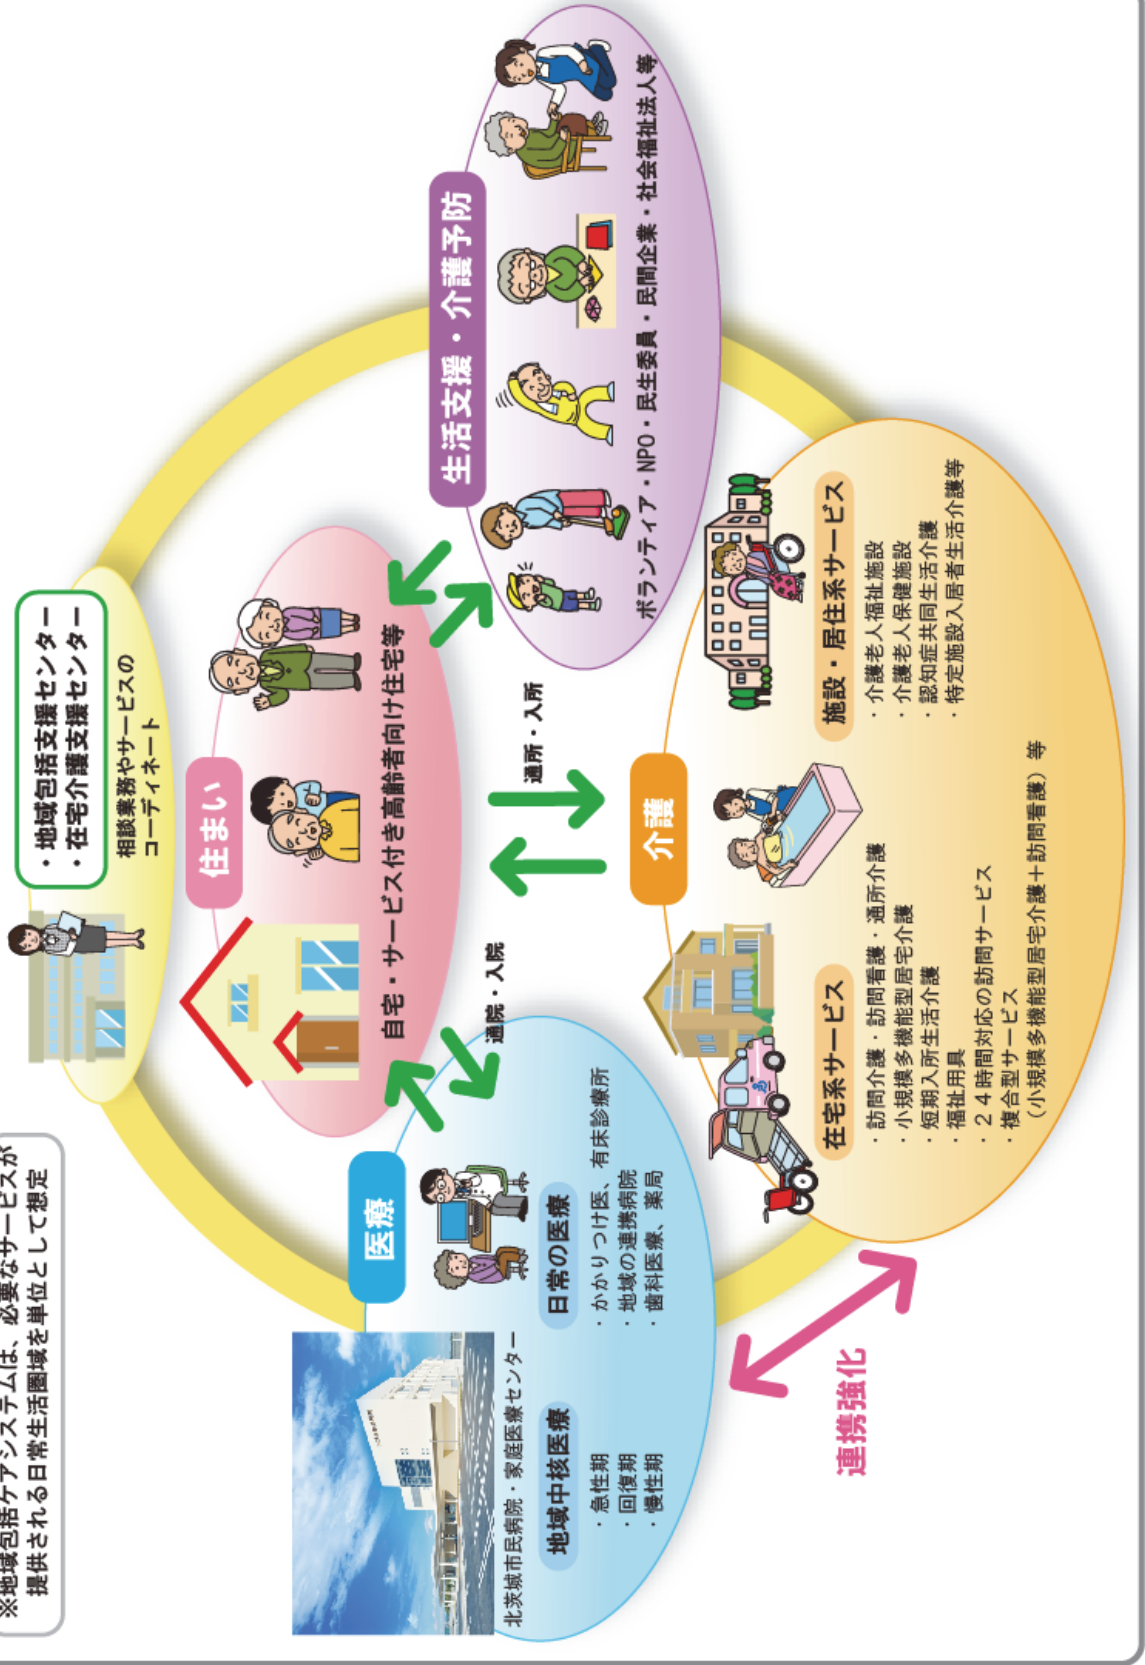 ※地域包括ケアシステムは、必要なサービスが
提供される日常生活圏域を単位として想定
・地域包括支援センター
・在宅介護支援センター
相談業務やサービスの
コーディネート
住まい
自宅・サービス付き高齢者向け住宅等
医療
北茨城市民病院・家庭医療センター
地域中核医療
・急性期
・回復期
・慢性期
日常の医療
・かかりつけ医、有床診療所
・地域の連携病院
・歯科医療、薬局
通院・入院
通所・入所
生活支援・介護予防
ボランティア・NPO・民生委員・民間企業・社会福祉法人等
介護
在宅系サービス
・訪問介護・訪問看護・通所介護
・小規模多機能型居宅介護
・短期入所生活介護
・福祉用具
・２４時間対応の訪問サービス
・複合型サービス
（小規模多機能型居宅介護＋訪問看護）等
施設・居住系サービス
・介護老人福祉施設
・介護老人保健施設
・認知症共同生活介護
・特定施設入居者生活介護等
連携強化